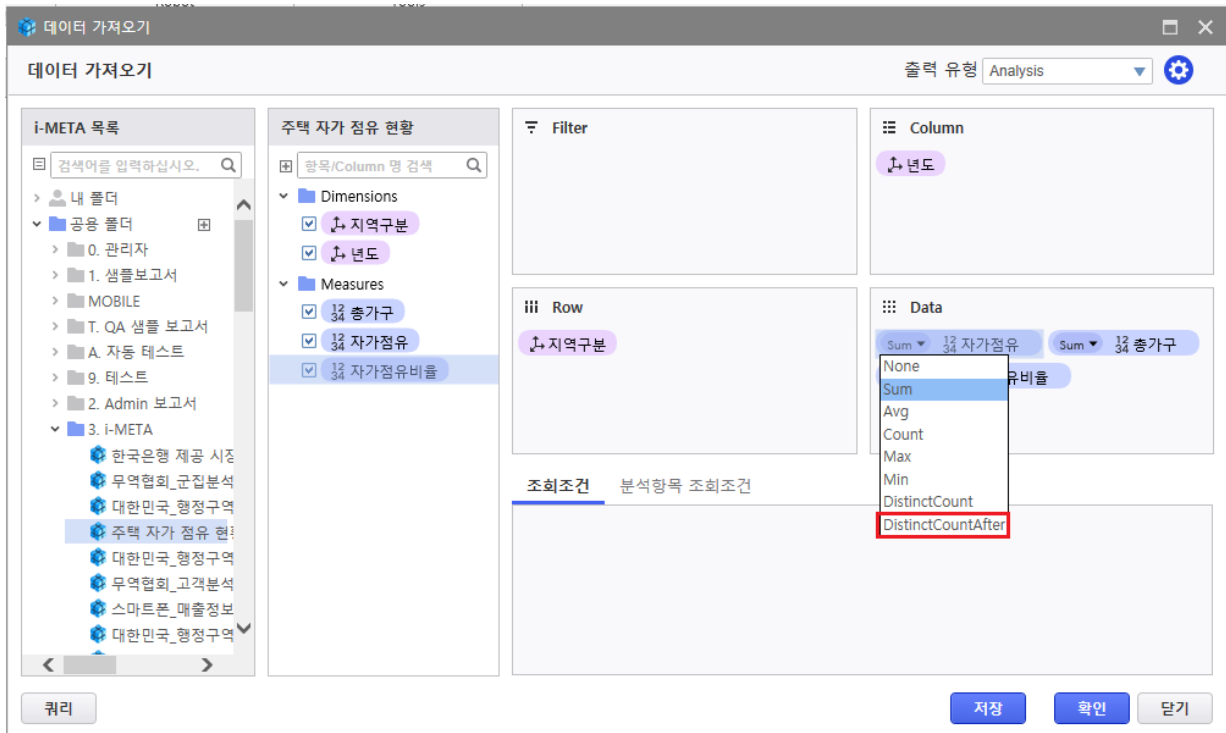 데이터 가져오기
데이터 가져오기
출력 유형 Analysis
i-META 목록
검색어를 입력하십시오.
내 폴더
공용 폴더
0. 관리자
1. 샘플보고서
MOBILE
T. QA 샘플 보고서
A. 자동 테스트
9. 테스트
2. Admin 보고서
3. i-META
한국은행 제공 시장
무역협회_군집분석
대한민국_행정구역
주택 자가 점유 현황
대한민국_행정구역
무역협회_고객분석
스마트폰_매출정보
대한민국_행정구역
주택 자가 점유 현황
항목/Column 명 검색
Dimensions
지역구분
년도
Measures
1234 총가구
1234 자가점유
1234 자가점유비율
Filter
Column
년도
Row
지역구분
Data
Sum 1234 자가점유 Sum 1234 총가구
유비율
None
Sum
Avg
Count
Max
Min
DistinctCount
DistinctCountAfter
조회조건 분석항목 조회조건
쿼리 저장 확인 닫기